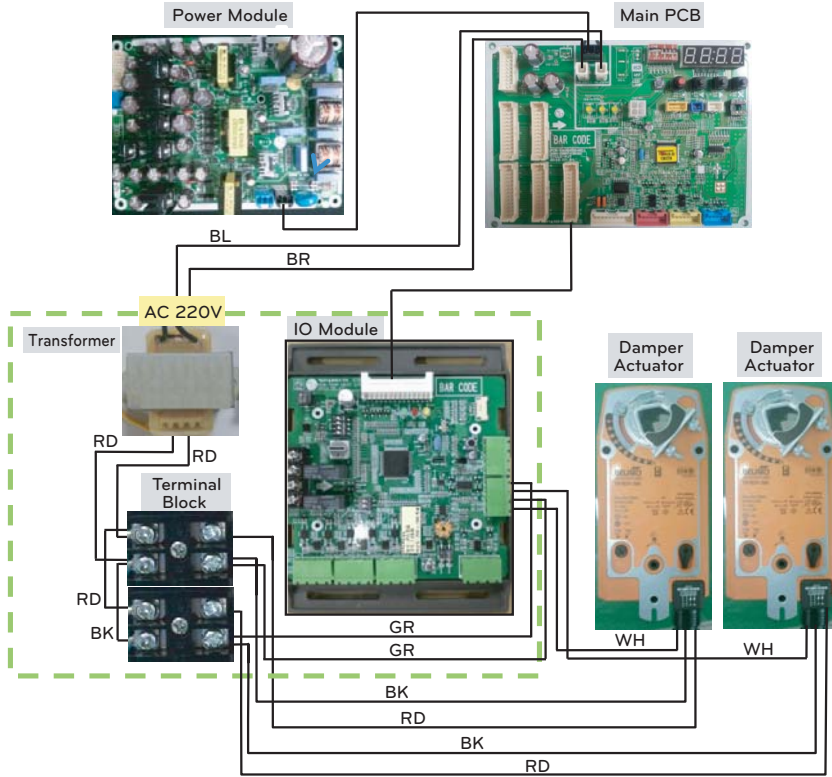 Power Module
Main PCB
BAR CODE
BL
BR
AC 220V
Transformer
IO Module
BAR CODE
Damper
Actuator
Damper
Actuator
RD
RD
Terminal
Block
RD
BK
GR
GR
WH
WH
BK
RD
BK
RD